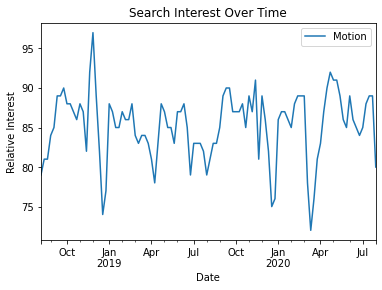 Search Interest Over Time
Motion
95
90
85
80
75
Relative Interest
Oct Jan Apr Jul Oct Jan Apr Jul
2019 2020
Date